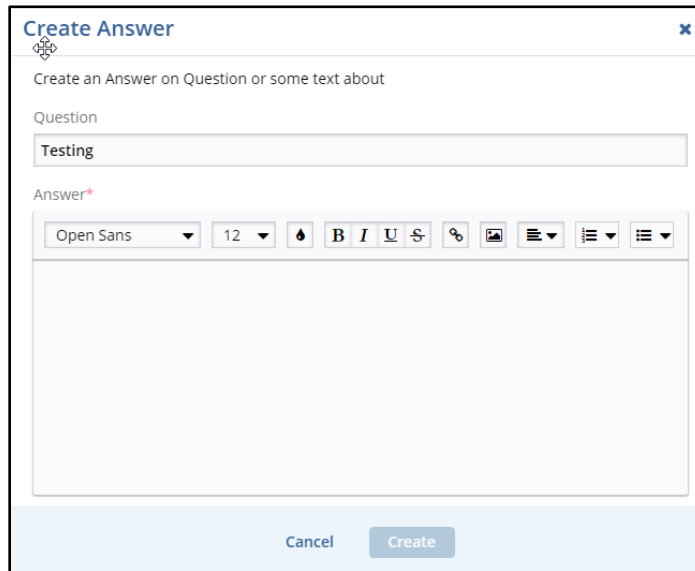 Create Answer
Create an Answer on Question or some text about
Question
Testing
Answer*
Open Sans 12 B I U S
Cancel Create